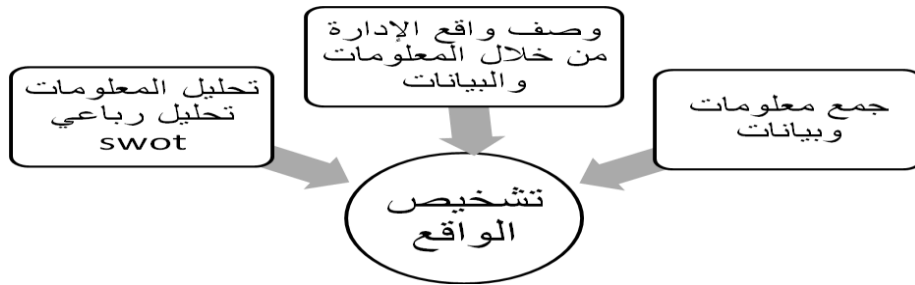 جمع معلومات
وبيانات
وصف واقع الإدارة
من خلال المعلومات
والبيانات
تحليل المعلومات
تحليل رباعي
swot
تشخيص
الواقع